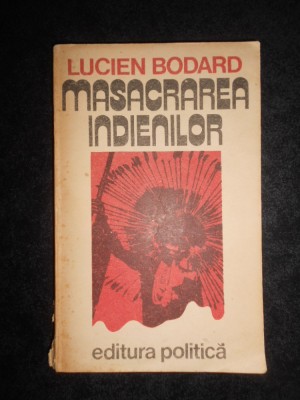 LUCIEN BODARD
MASACRAREA
INDIENILOR
editura politică